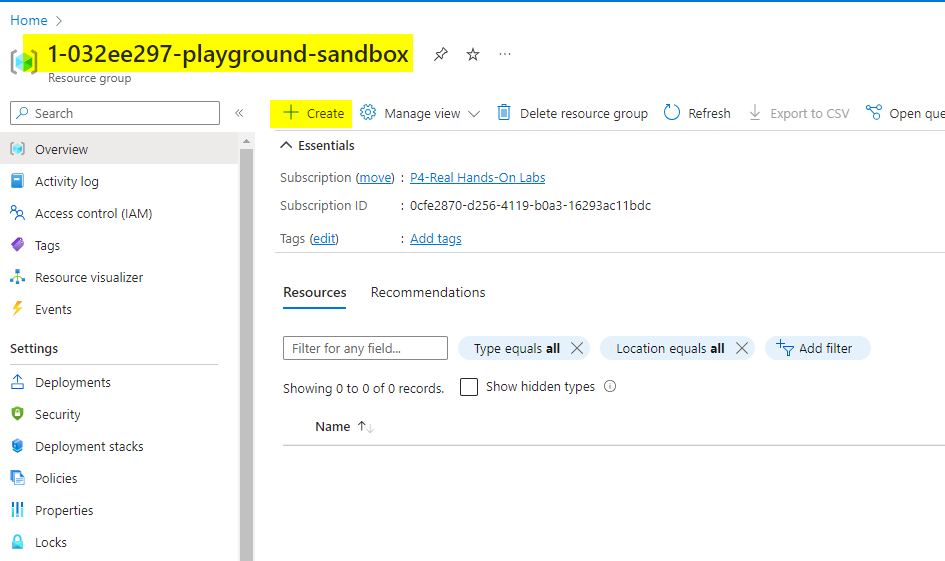 Home >
1-032ee297-playground-sandbox ...
Resource group
Search «
Overview
Activity log
Access control (IAM)
Tags
Resource visualizer
Events
Settings
Deployments
Security
Deployment stacks
Policies
Properties
Locks
+ Create Manage view Delete resource group Refresh Export to CSV Open que
Essentials
Subscription (move) : P4-Real Hands-On Labs
Subscription ID : 0cfe2870-d256-4119-b0a3-16293ac11bdc
Tags (edit) : Add tags
Resources Recommendations
Filter for any field... Type equals all Location equals all Add filter
Showing 0 to 0 of 0 records. Show hidden types
Name ↑↓